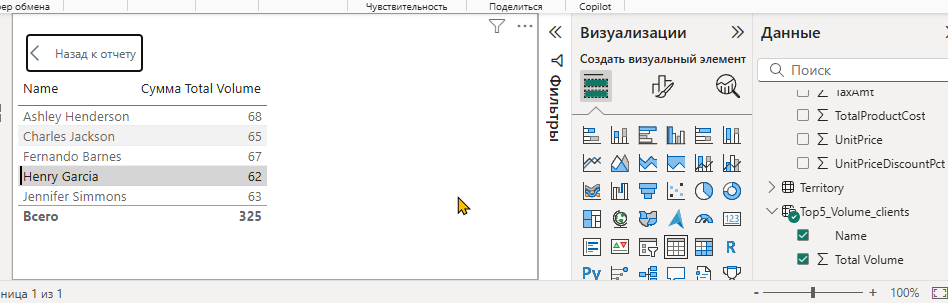 ер обмена
Чувствительность
Поделиться
Copilot
Назад к отчету
Name Сумма Total Volume
Ashley Henderson 68
Charles Jackson 65
Fernando Barnes 67
Henry Garcia 62
Jennifer Simmons 63
Всего 325
Фильтры
Визуализации
Создать визуальный элемент
123
R
Py
Данные
Поиск
TaxAmt
TotalProductCost
UnitPrice
UnitPriceDiscountPct
Territory
Top5_Volume_clients
Name
Total Volume
ница 1 из 1
100%